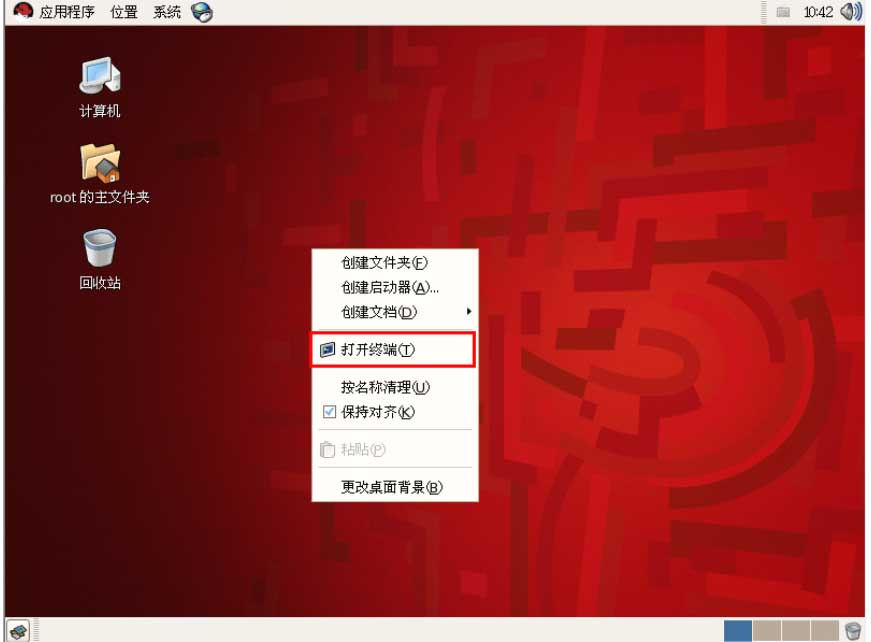 应用程序 位置 系统 10:42
计算机
root 的主文件夹
回收站
创建文件夹(F)
创建启动器(A)...
创建文档(D)
打开终端(T)
按名称清理(U)
保持对齐(K)
粘贴(P)
更改桌面背景(B)